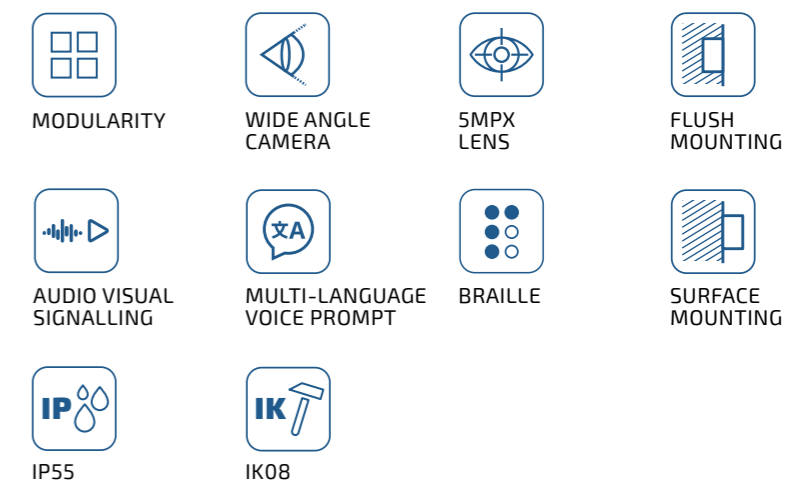 MODULARITY
WIDE ANGLE
CAMERA
5MPX
LENS
FLUSH
MOUNTING
AUDIO VISUAL
SIGNALLING
文A
MULTI-LANGUAGE
VOICE PROMPT
BRAILLE
SURFACE
MOUNTING
IP
IP55
IK
IK08